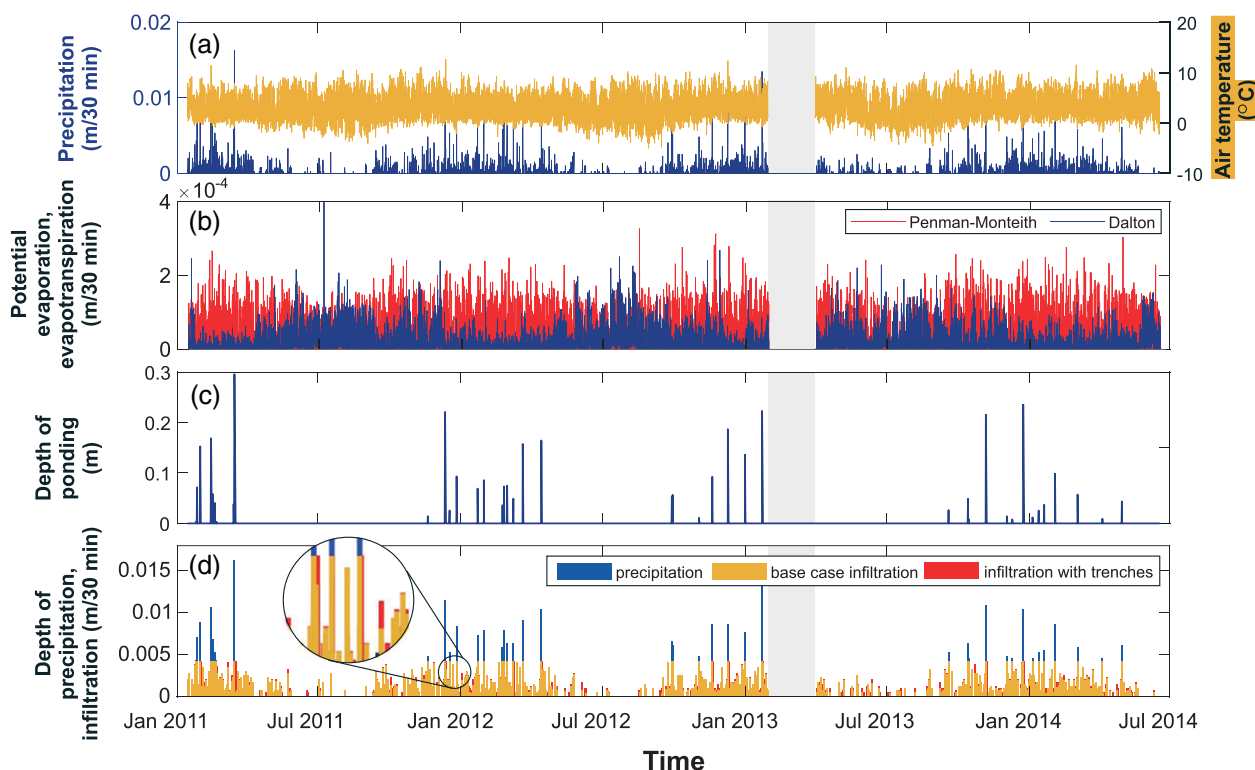 (a)
Precipitation
(m/30 min)
0.02
0.01
0
20
10
0
-10
Air temperature
(°C)
(b)
×10⁻⁴
Potential
evaporation,
evapotranspiration
(m/30 min)
4
2
0
Penman-Monteith
Dalton
(c)
Depth of
ponding
(m)
0.3
0.2
0.1
0
(d)
Depth of
precipitation,
infiltration (m/30 min)
0.015
0.01
0.005
0
precipitation
base case infiltration
infiltration with trenches
Jan 2011
Jul 2011
Jan 2012
Jul 2012
Jan 2013
Jul 2013
Jan 2014
Jul 2014
Time